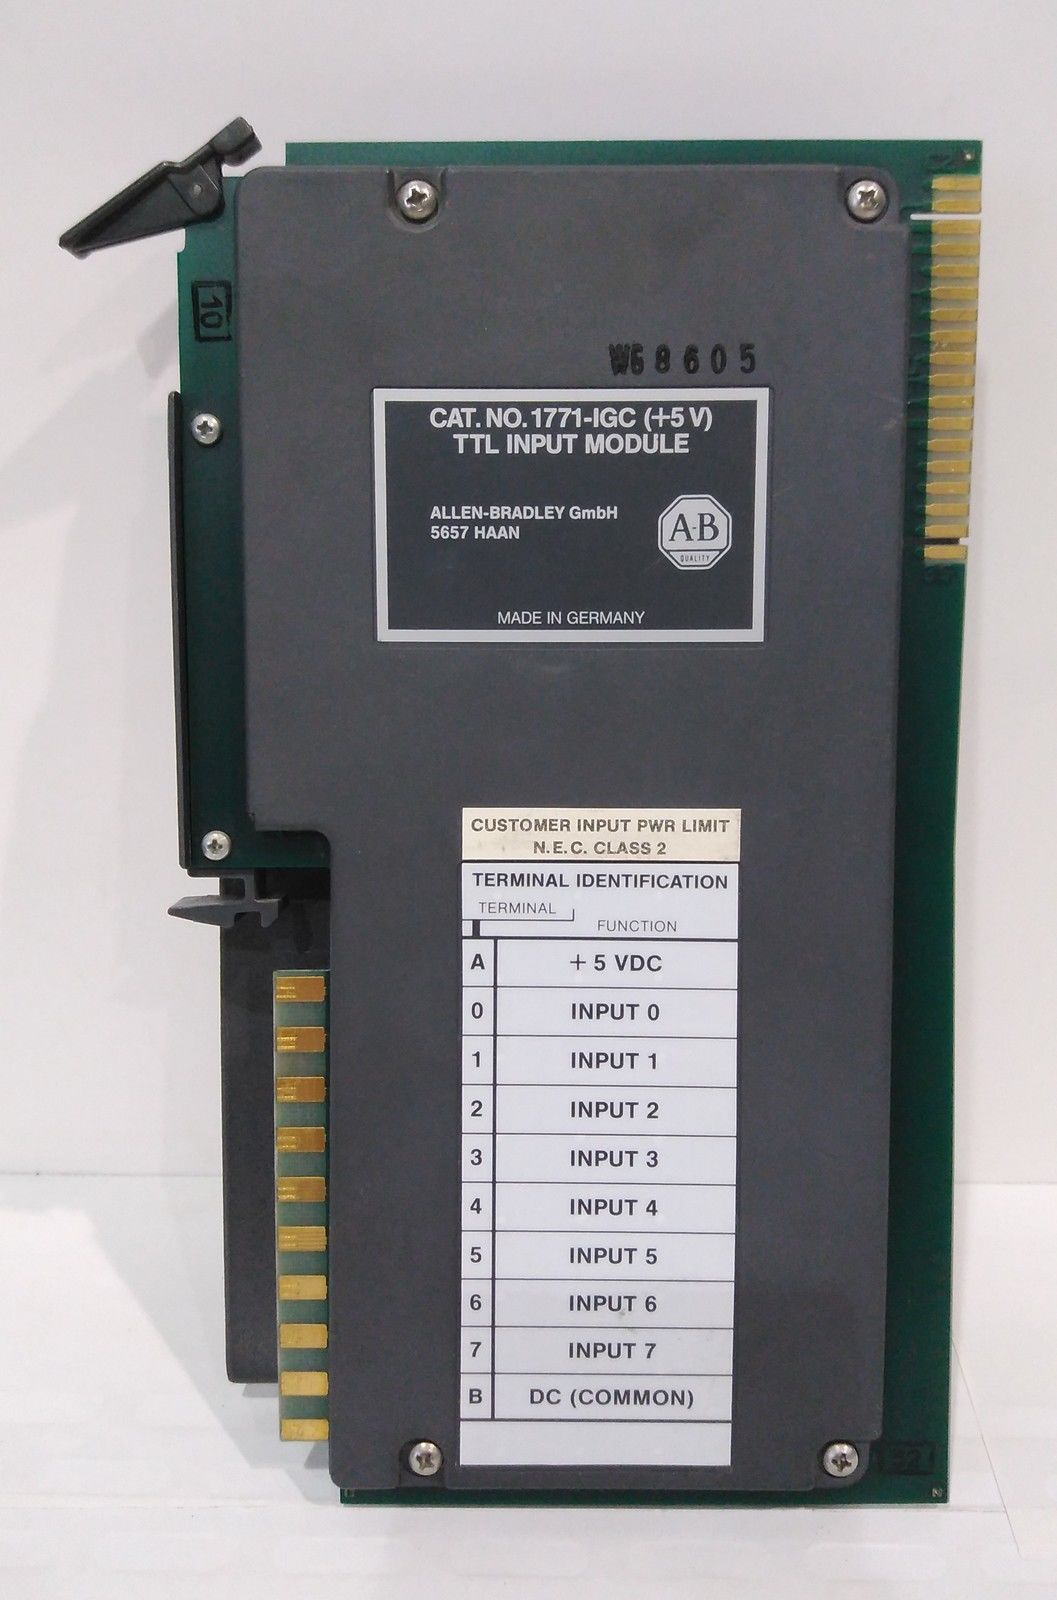 10
W68605
CAT. NO. 1771-IGC (+5 V)
TTL INPUT MODULE
ALLEN-BRADLEY GmbH
5657 HAAN
A-B
QUALITY
MADE IN GERMANY
CUSTOMER INPUT PWR LIMIT
N.E.C. CLASS 2
TERMINAL IDENTIFICATION
TERMINAL
FUNCTION
A + 5 VDC
0 INPUT 0
1 INPUT 1
2 INPUT 2
3 INPUT 3
4 INPUT 4
5 INPUT 5
6 INPUT 6
7 INPUT 7
B DC (COMMON)